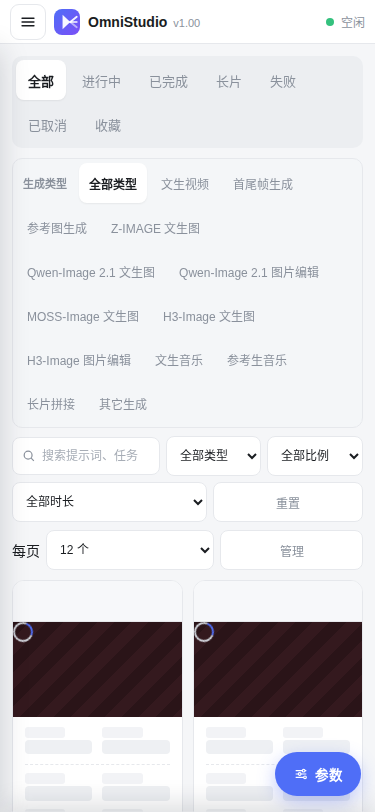 OmniStudio v1.00 空闲
全部 进行中 已完成 长片 失败
已取消 收藏
生成类型 全部类型 文生视频 首尾帧生成
参考图生成 Z-IMAGE 文生图
Qwen-Image 2.1 文生图 Qwen-Image 2.1 图片编辑
MOSS-Image 文生图 H3-Image 文生图
H3-Image 图片编辑 文生音乐 参考生音乐
长片拼接 其它生成
搜索提示词、任务 全部类型 全部比例
全部时长 重置
每页 12 个 管理
参数